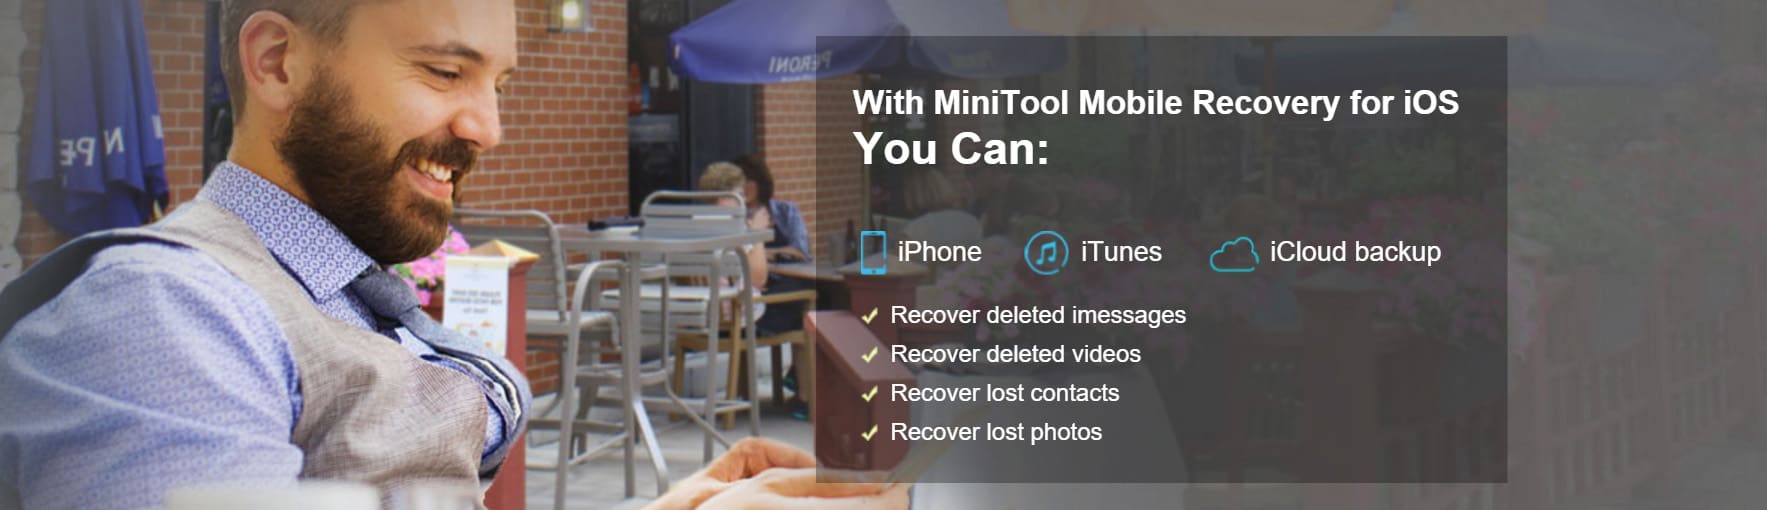 PERONI
With MiniTool Mobile Recovery for iOS
You Can:
iPhone
iTunes
iCloud backup
Recover deleted imessages
Recover deleted videos
Recover lost contacts
Recover lost photos